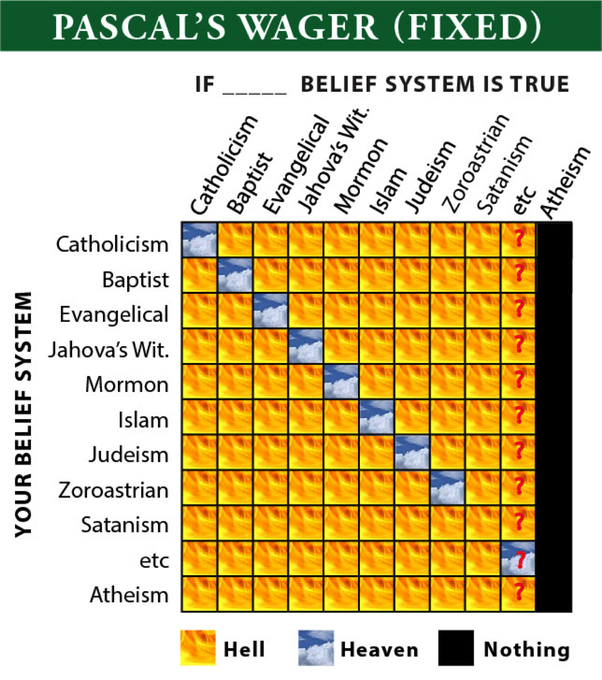 PASCAL'S WAGER (FIXED)
IF _____ BELIEF SYSTEM IS TRUE
Catholicism
Baptist
Evangelical
Jahova's Wit.
Mormon
Islam
Judeism
Zoroastrian
Satanism
etc
Atheism
YOUR BELIEF SYSTEM
Catholicism ?
Baptist ?
Evangelical ?
Jahova's Wit. ?
Mormon ?
Islam ?
Judeism ?
Zoroastrian ?
Satanism ?
etc ?
Atheism ?
Hell Heaven Nothing